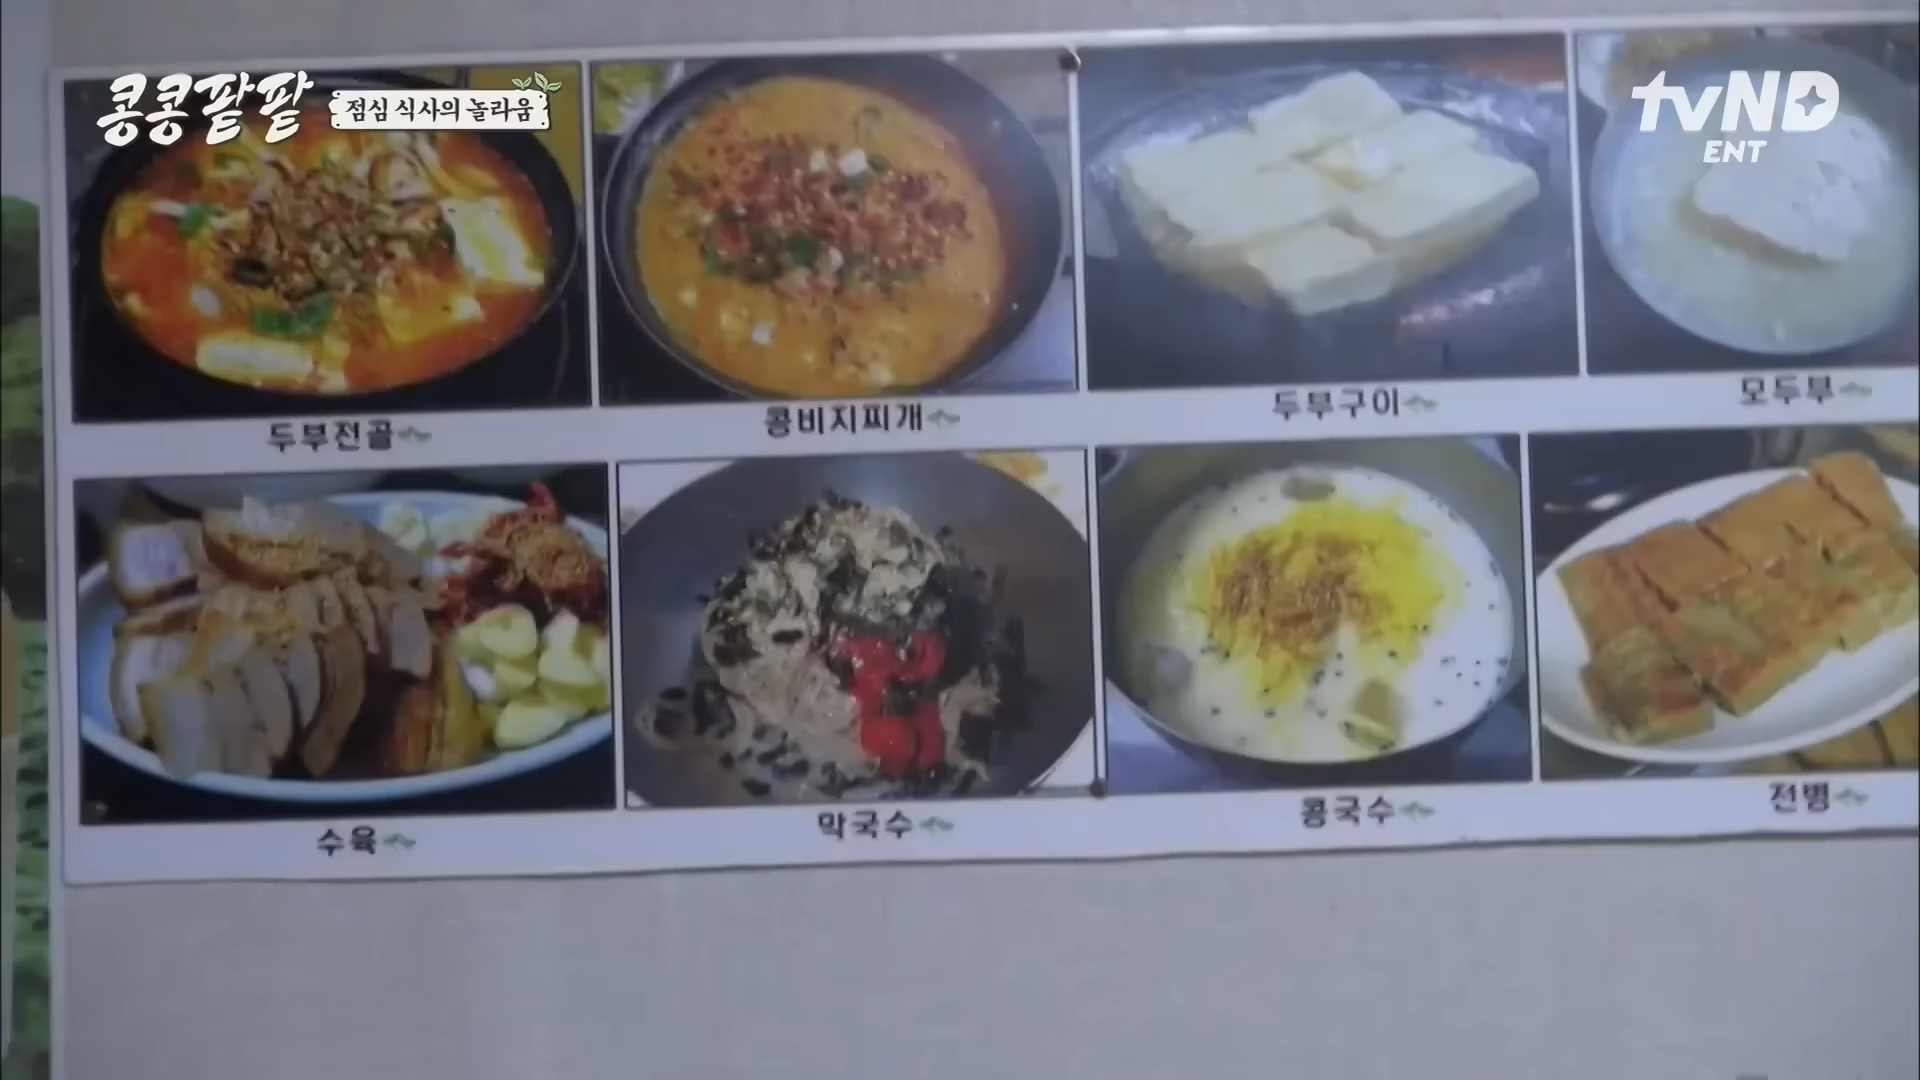 콩콩팥팥
점심 식사의 놀라움
tvND
ENT
두부전골
콩비지찌개
두부구이
모두부
수육
막국수
콩국수
전병